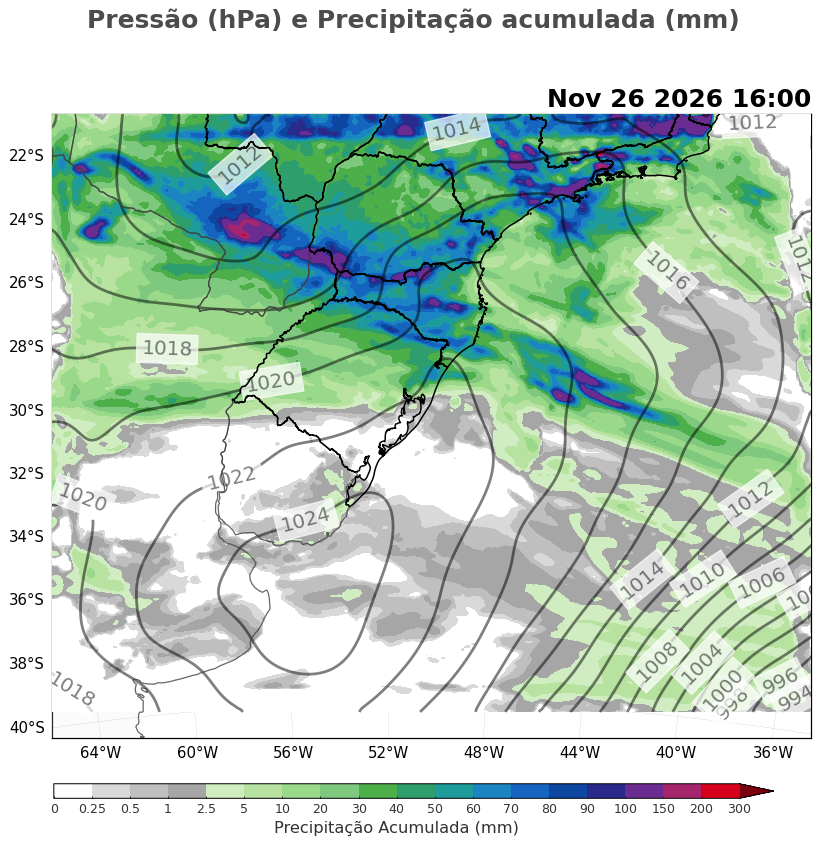 Pressão (hPa) e Precipitação acumulada (mm)
Nov 26 2026 16:00
1014
1012
1012
22°S
24°S
1012
1016
26°S
28°S
1018
1020
30°S
32°S
1022
1020
1012
1024
34°S
1014
1010
1006
36°S
38°S
1008
1004
1018
1000
996
998
994
40°S
64°W 60°W 56°W 52°W 48°W 44°W 40°W 36°W
0 0.25 0.5 1 2.5 5 10 20 30 40 50 60 70 80 90 100 150 200 300
Precipitação Acumulada (mm)